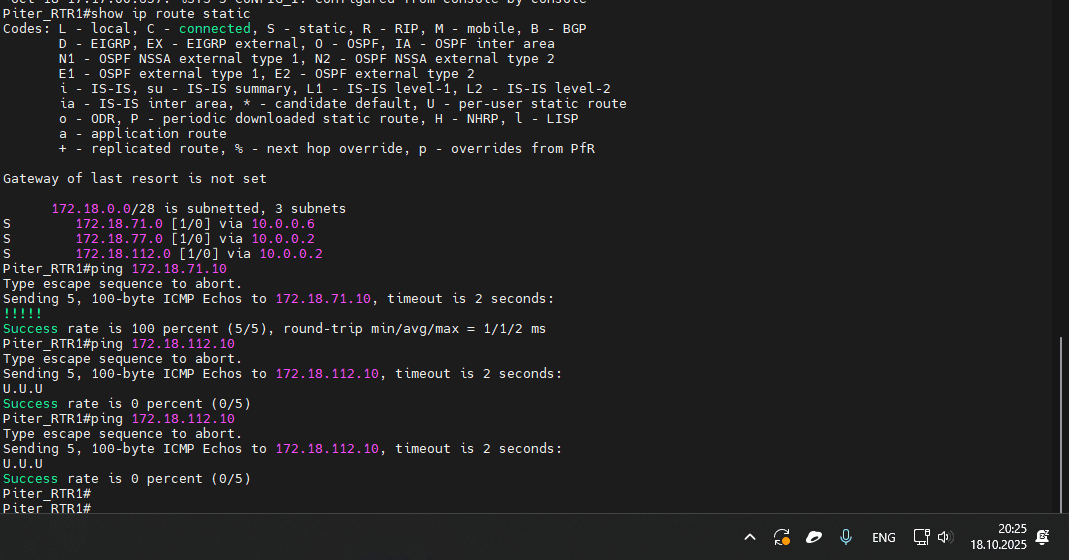 Piter_RTR1#show ip route static
Codes: L - local, C - connected, S - static, R - RIP, M - mobile, B - BGP
       D - EIGRP, EX - EIGRP external, O - OSPF, IA - OSPF inter area
       N1 - OSPF NSSA external type 1, N2 - OSPF NSSA external type 2
       E1 - OSPF external type 1, E2 - OSPF external type 2
       i - IS-IS, su - IS-IS summary, L1 - IS-IS level-1, L2 - IS-IS level-2
       ia - IS-IS inter area, * - candidate default, U - per-user static route
       o - ODR, P - periodic downloaded static route, H - NHRP, l - LISP
       a - application route
       + - replicated route, % - next hop override, p - overrides from PfR
Gateway of last resort is not set
      172.18.0.0/28 is subnetted, 3 subnets
S        172.18.71.0 [1/0] via 10.0.0.6
S        172.18.77.0 [1/0] via 10.0.0.2
S        172.18.112.0 [1/0] via 10.0.0.2
Piter_RTR1#ping 172.18.71.10
Type escape sequence to abort.
Sending 5, 100-byte ICMP Echos to 172.18.71.10, timeout is 2 seconds:
!!!!!
Success rate is 100 percent (5/5), round-trip min/avg/max = 1/1/2 ms
Piter_RTR1#ping 172.18.112.10
Type escape sequence to abort.
Sending 5, 100-byte ICMP Echos to 172.18.112.10, timeout is 2 seconds:
U.U.U
Success rate is 0 percent (0/5)
Piter_RTR1#ping 172.18.112.10
Type escape sequence to abort.
Sending 5, 100-byte ICMP Echos to 172.18.112.10, timeout is 2 seconds:
U.U.U
Success rate is 0 percent (0/5)
Piter_RTR1#
Piter_RTR1#
ENG
20:25
18.10.2025